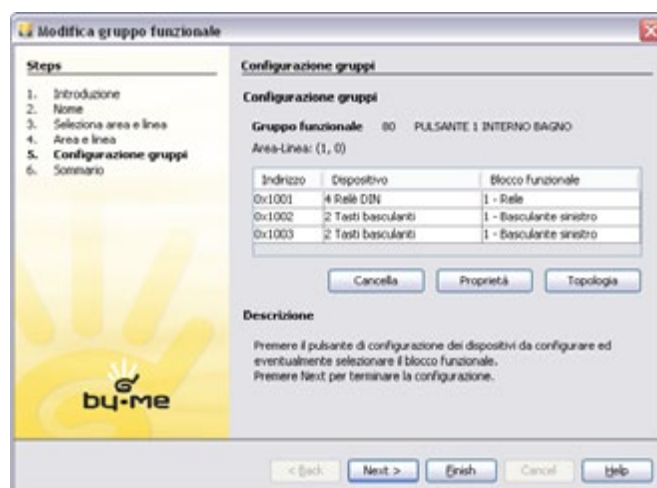 Modifica gruppo funzionale
Steps
1. Introduzione
2. Nome
3. Seleziona area e linea
4. Area e linea
5. Configurazione gruppi
6. Sommario
by-me
Configurazione gruppi
Configurazione gruppi
Gruppo funzionale 80 PULSANTE 1 INTERNO BAGNO
Area-Linea: (1, 0)
Indirizzo Dispositivo Blocco funzionale
0x1001 4 Relè DIN 1 - Rele
0x1002 2 Tasti basculanti 1 - Basculante sinistro
0x1003 2 Tasti basculanti 1 - Basculante sinistro
Cancella Proprietà Topologia
Descrizione
Premere il pulsante di configurazione dei dispositivi da configurare ed
eventualmente selezionare il blocco funzionale.
Premere Next per terminare la configurazione.
< Back Next > Finish Cancel Help